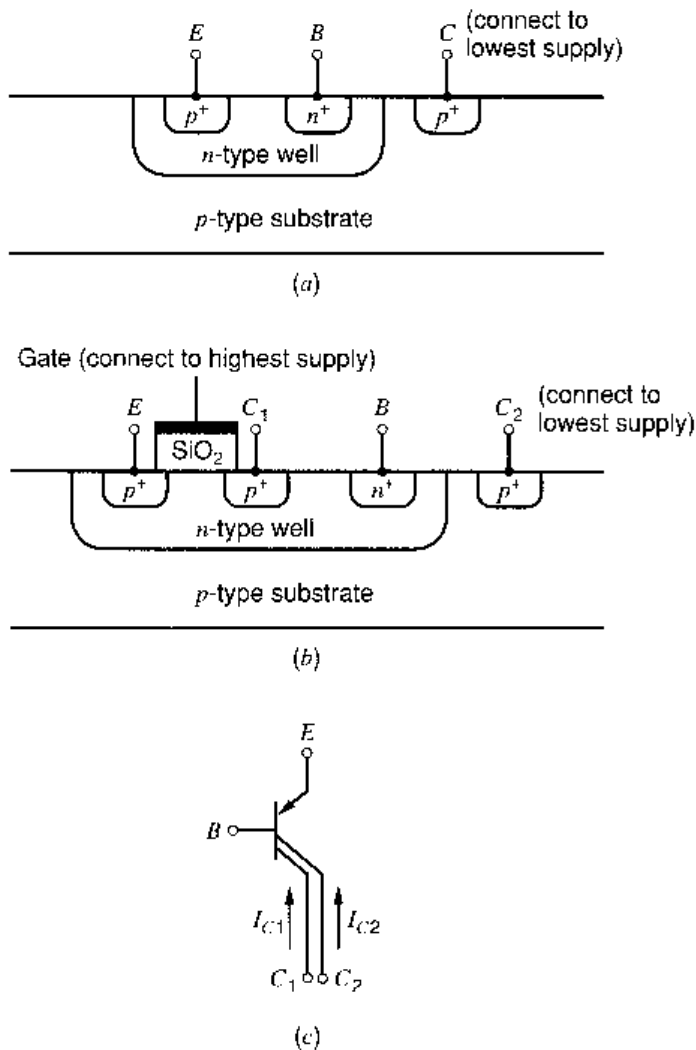 E B C (connect to
lowest supply)
p+ n+ p+
n-type well
p-type substrate
(a)
Gate (connect to highest supply)
E C1 B C2 (connect to
lowest supply)
SiO2
p+ p+ n+ p+
n-type well
p-type substrate
(b)
E
B
IC1 IC2
C1 C2
(c)